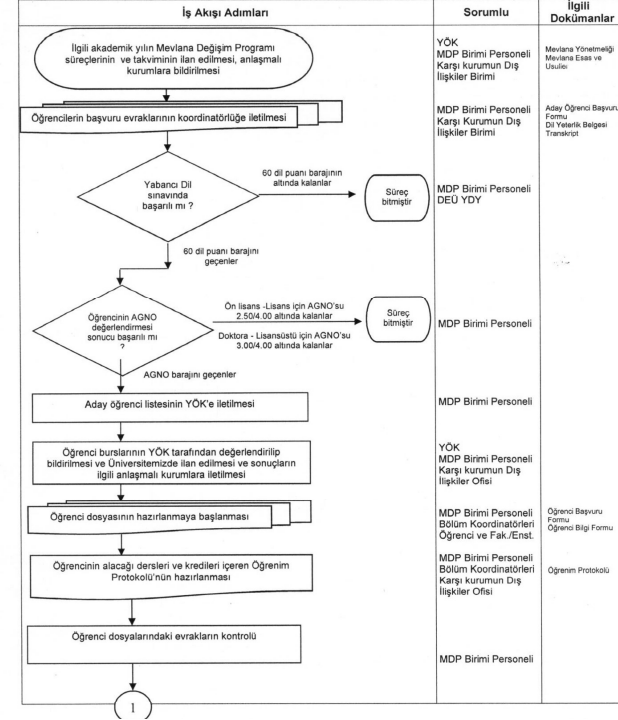 İş Akışı Adımları
Sorumlu
İlgili
Dokümanlar
İlgili akademik yılın Mevlana Değişim Programı
süreçlerinin ve takviminin ilan edilmesi, anlaşmalı
kurumlara bildirilmesi
YÖK
MDP Birimi Personeli
Karşı kurumun Dış
İlişkiler Birimi
Mevlana Yönetmeliği
Mevlana Esas ve
Usulleri
Öğrencilerin başvuru evraklarının koordinatörlüğe iletilmesi
MDP Birimi Personeli
Karşı Kurumun Dış
İlişkiler Birimi
Aday Öğrenci Başvuru
Formu
Dil Yeterlik Belgesi
Transkript
Yabancı Dil
sınavında
başarılı mı ?
60 dil puanı barajının
altında kalanlar
Süreç
bitmiştir
MDP Birimi Personeli
DEÜ YDY
60 dil puanı barajını
geçenler
Öğrencinin AGNO
değerlendirmesi
sonucu başarılı mı
?
Ön lisans -Lisans için AGNO'su
2.50/4.00 altında kalanlar
Doktora - Lisansüstü için AGNO'su
3.00/4.00 altında kalanlar
Süreç
bitmiştir
MDP Birimi Personeli
AGNO barajını geçenler
Aday öğrenci listesinin YÖK'e iletilmesi
MDP Birimi Personeli
Öğrenci burslarının YÖK tarafından değerlendirilip
bildirilmesi ve Üniversitemizde ilan edilmesi ve sonuçların
ilgili anlaşmalı kurumlara iletilmesi
YÖK
MDP Birimi Personeli
Karşı kurumun Dış
İlişkiler Ofisi
Öğrenci dosyasının hazırlanmaya başlanması
MDP Birimi Personeli
Bölüm Koordinatörleri
Öğrenci ve Fak./Enst.
Öğrenci Başvuru
Formu
Öğrenci Bilgi Formu
Öğrencinin alacağı dersleri ve kredileri içeren Öğrenim
Protokolü'nün hazırlanması
MDP Birimi Personeli
Bölüm Koordinatörleri
Karşı kurumun Dış
İlişkiler Ofisi
Öğrenim Protokolü
Öğrenci dosyalarındaki evrakların kontrolü
MDP Birimi Personeli
1